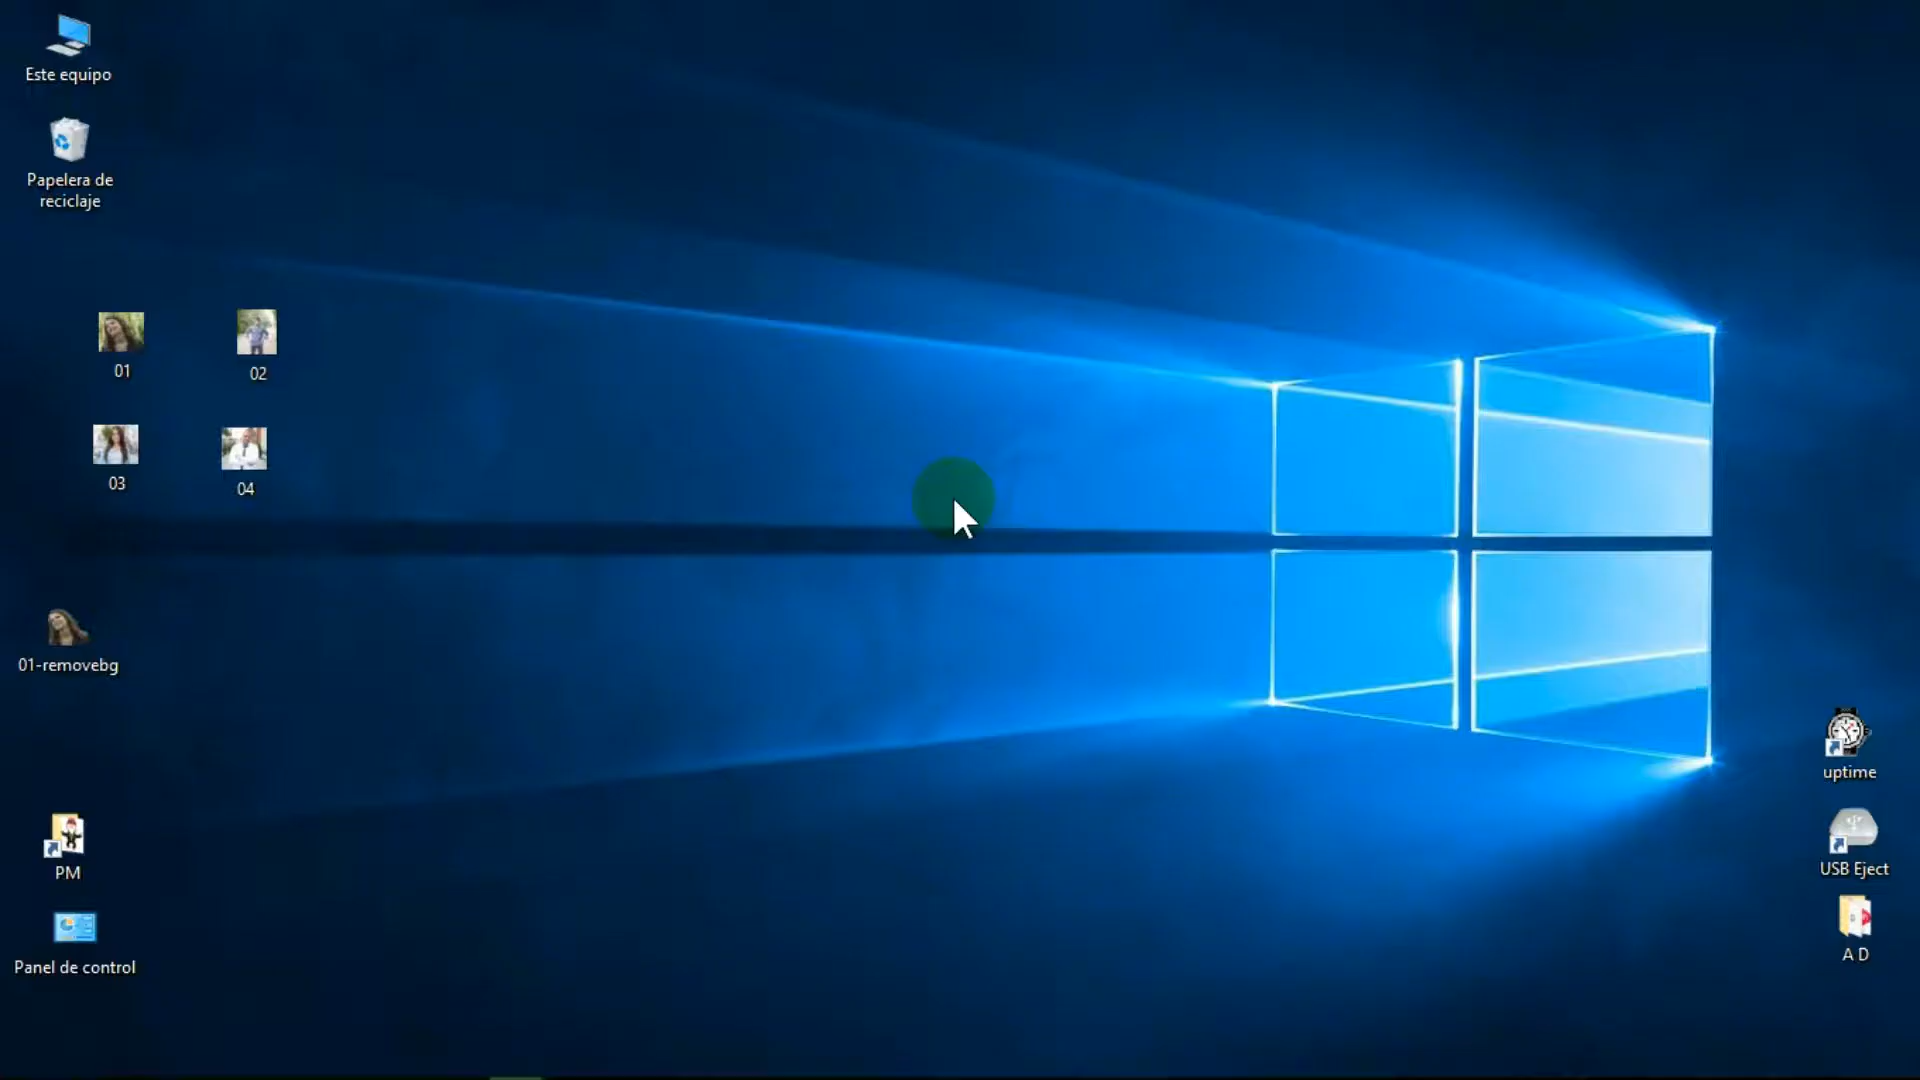 Este equipo
Papelera de
reciclaje
01
02
03
04
01-removebg
PM
Panel de control
uptime
USB Eject
A D